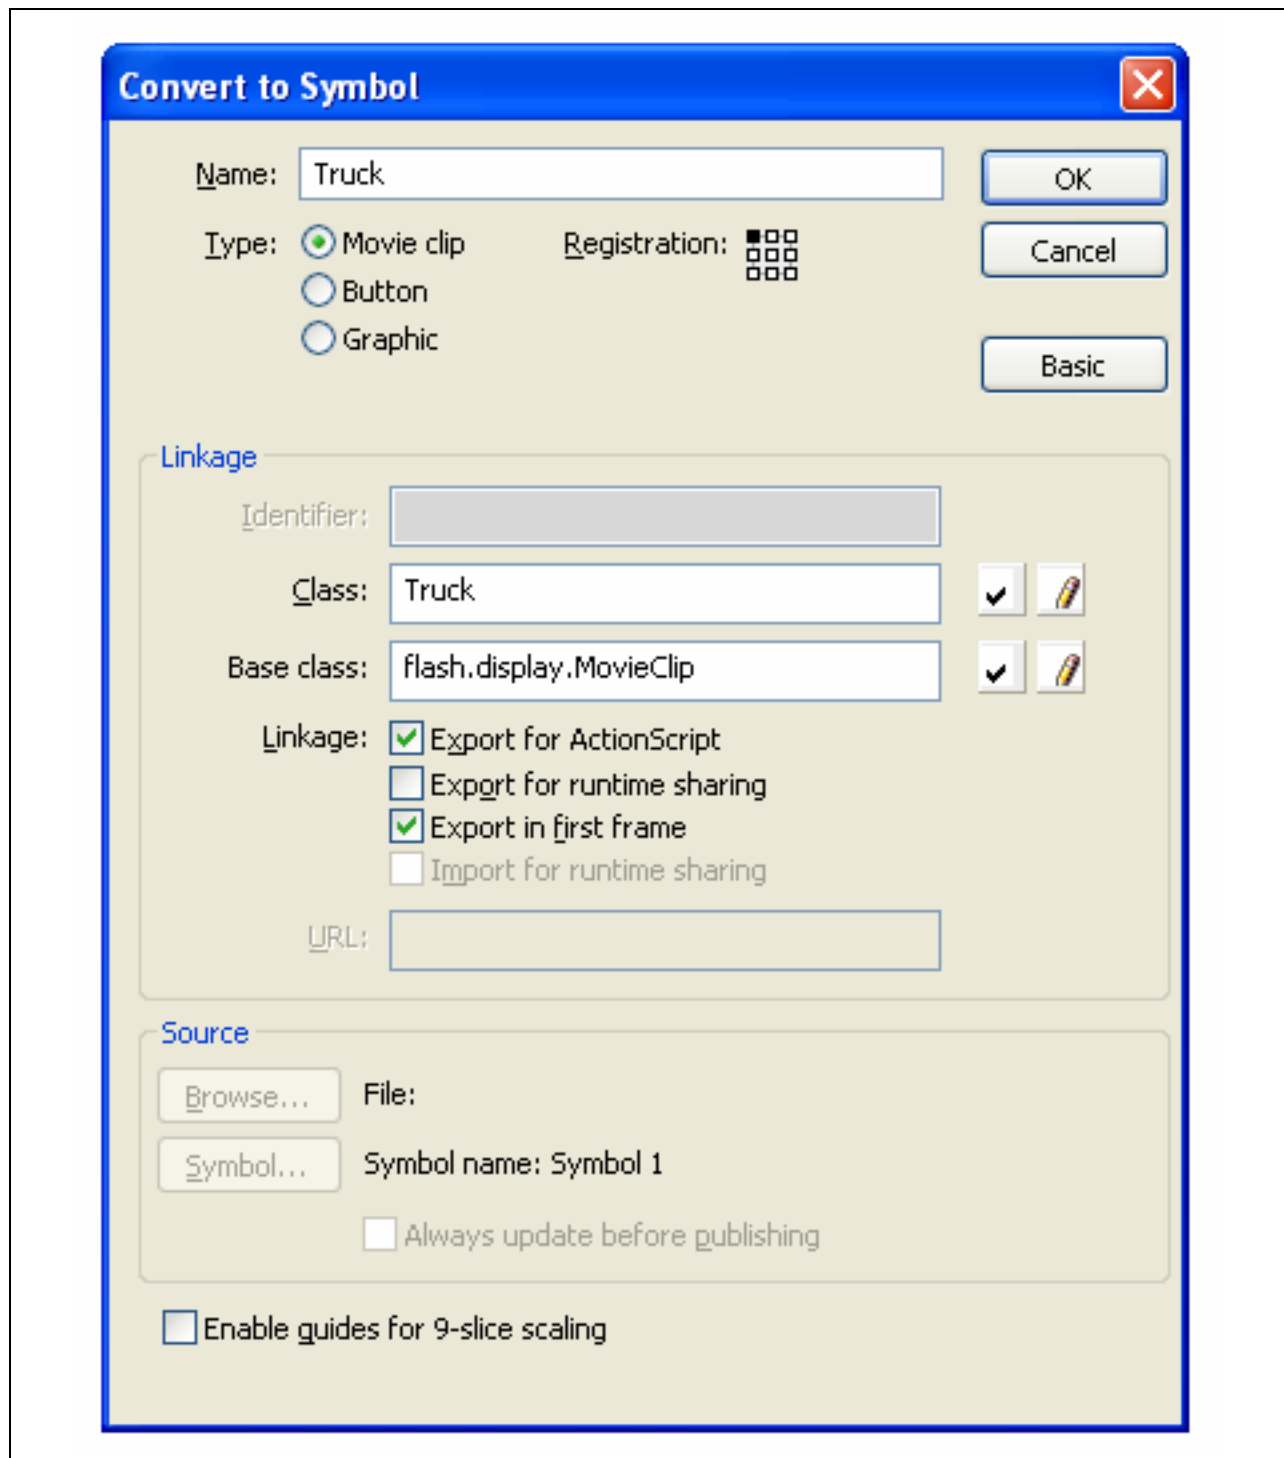 Convert to Symbol
Name: Truck
OK
Type: Movie clip
Registration:
Cancel
Button
Graphic
Basic
Linkage
Identifier:
Class: Truck
Base class: flash.display.MovieClip
Linkage: Export for ActionScript
Export for runtime sharing
Export in first frame
Import for runtime sharing
URL:
Source
Browse... File:
Symbol... Symbol name: Symbol 1
Always update before publishing
Enable guides for 9-slice scaling